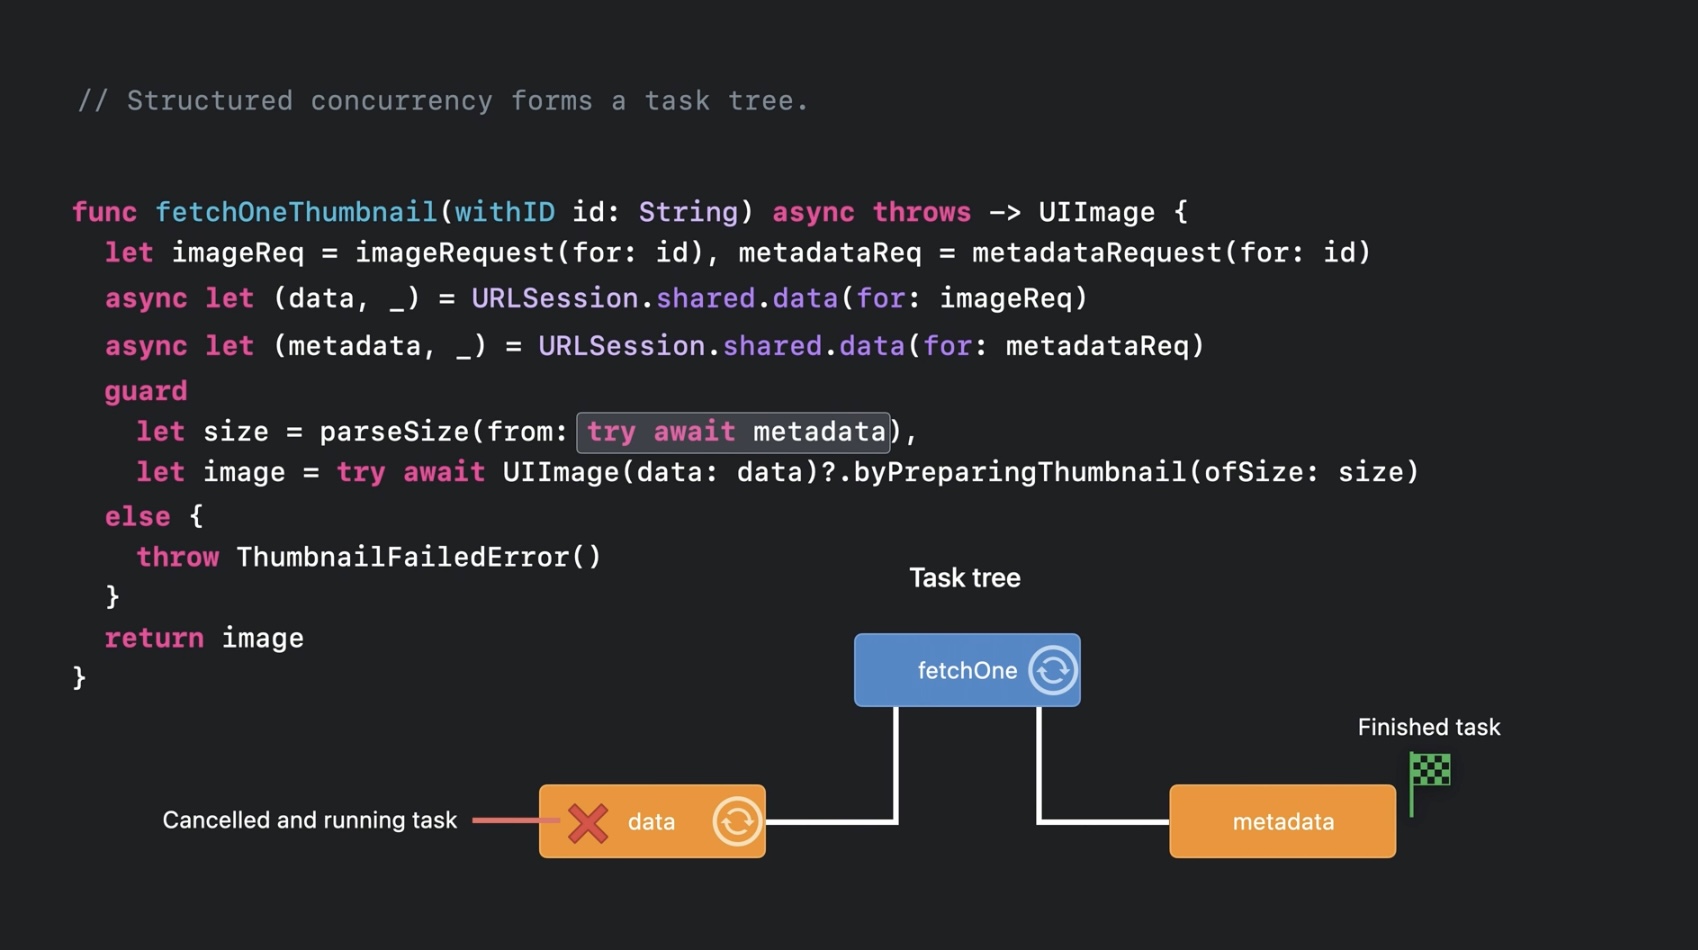 // Structured concurrency forms a task tree.
func fetchOneThumbnail(withID id: String) async throws -> UIImage {
let imageReq = imageRequest(for: id), metadataReq = metadataRequest(for: id)
async let (data, _) = URLSession.shared.data(for: imageReq)
async let (metadata, _) = URLSession.shared.data(for: metadataReq)
guard
let size = parseSize(from: try await metadata),
let image = try await UIImage(data: data)?.byPreparingThumbnail(ofSize: size)
else {
throw ThumbnailFailedError()
}
return image
}
Task tree
fetchOne
Finished task
Cancelled and running task
data
metadata